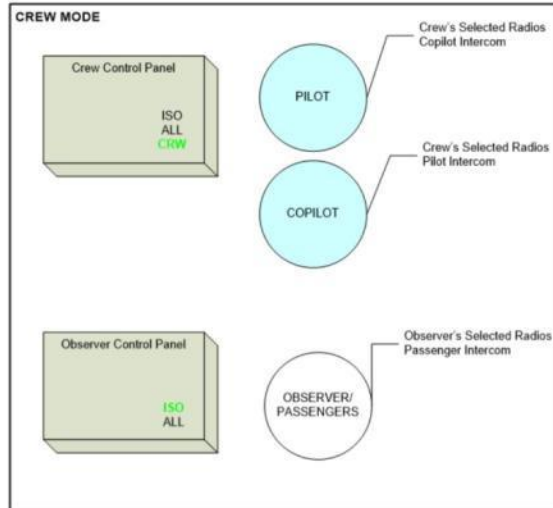 CREW MODE
Crew Control Panel
ISO
ALL
CRW
PILOT
Crew's Selected Radios
Copilot Intercom
COPILOT
Crew's Selected Radios
Pilot Intercom
Observer Control Panel
ISO
ALL
OBSERVER/
PASSENGERS
Observer's Selected Radios
Passenger Intercom